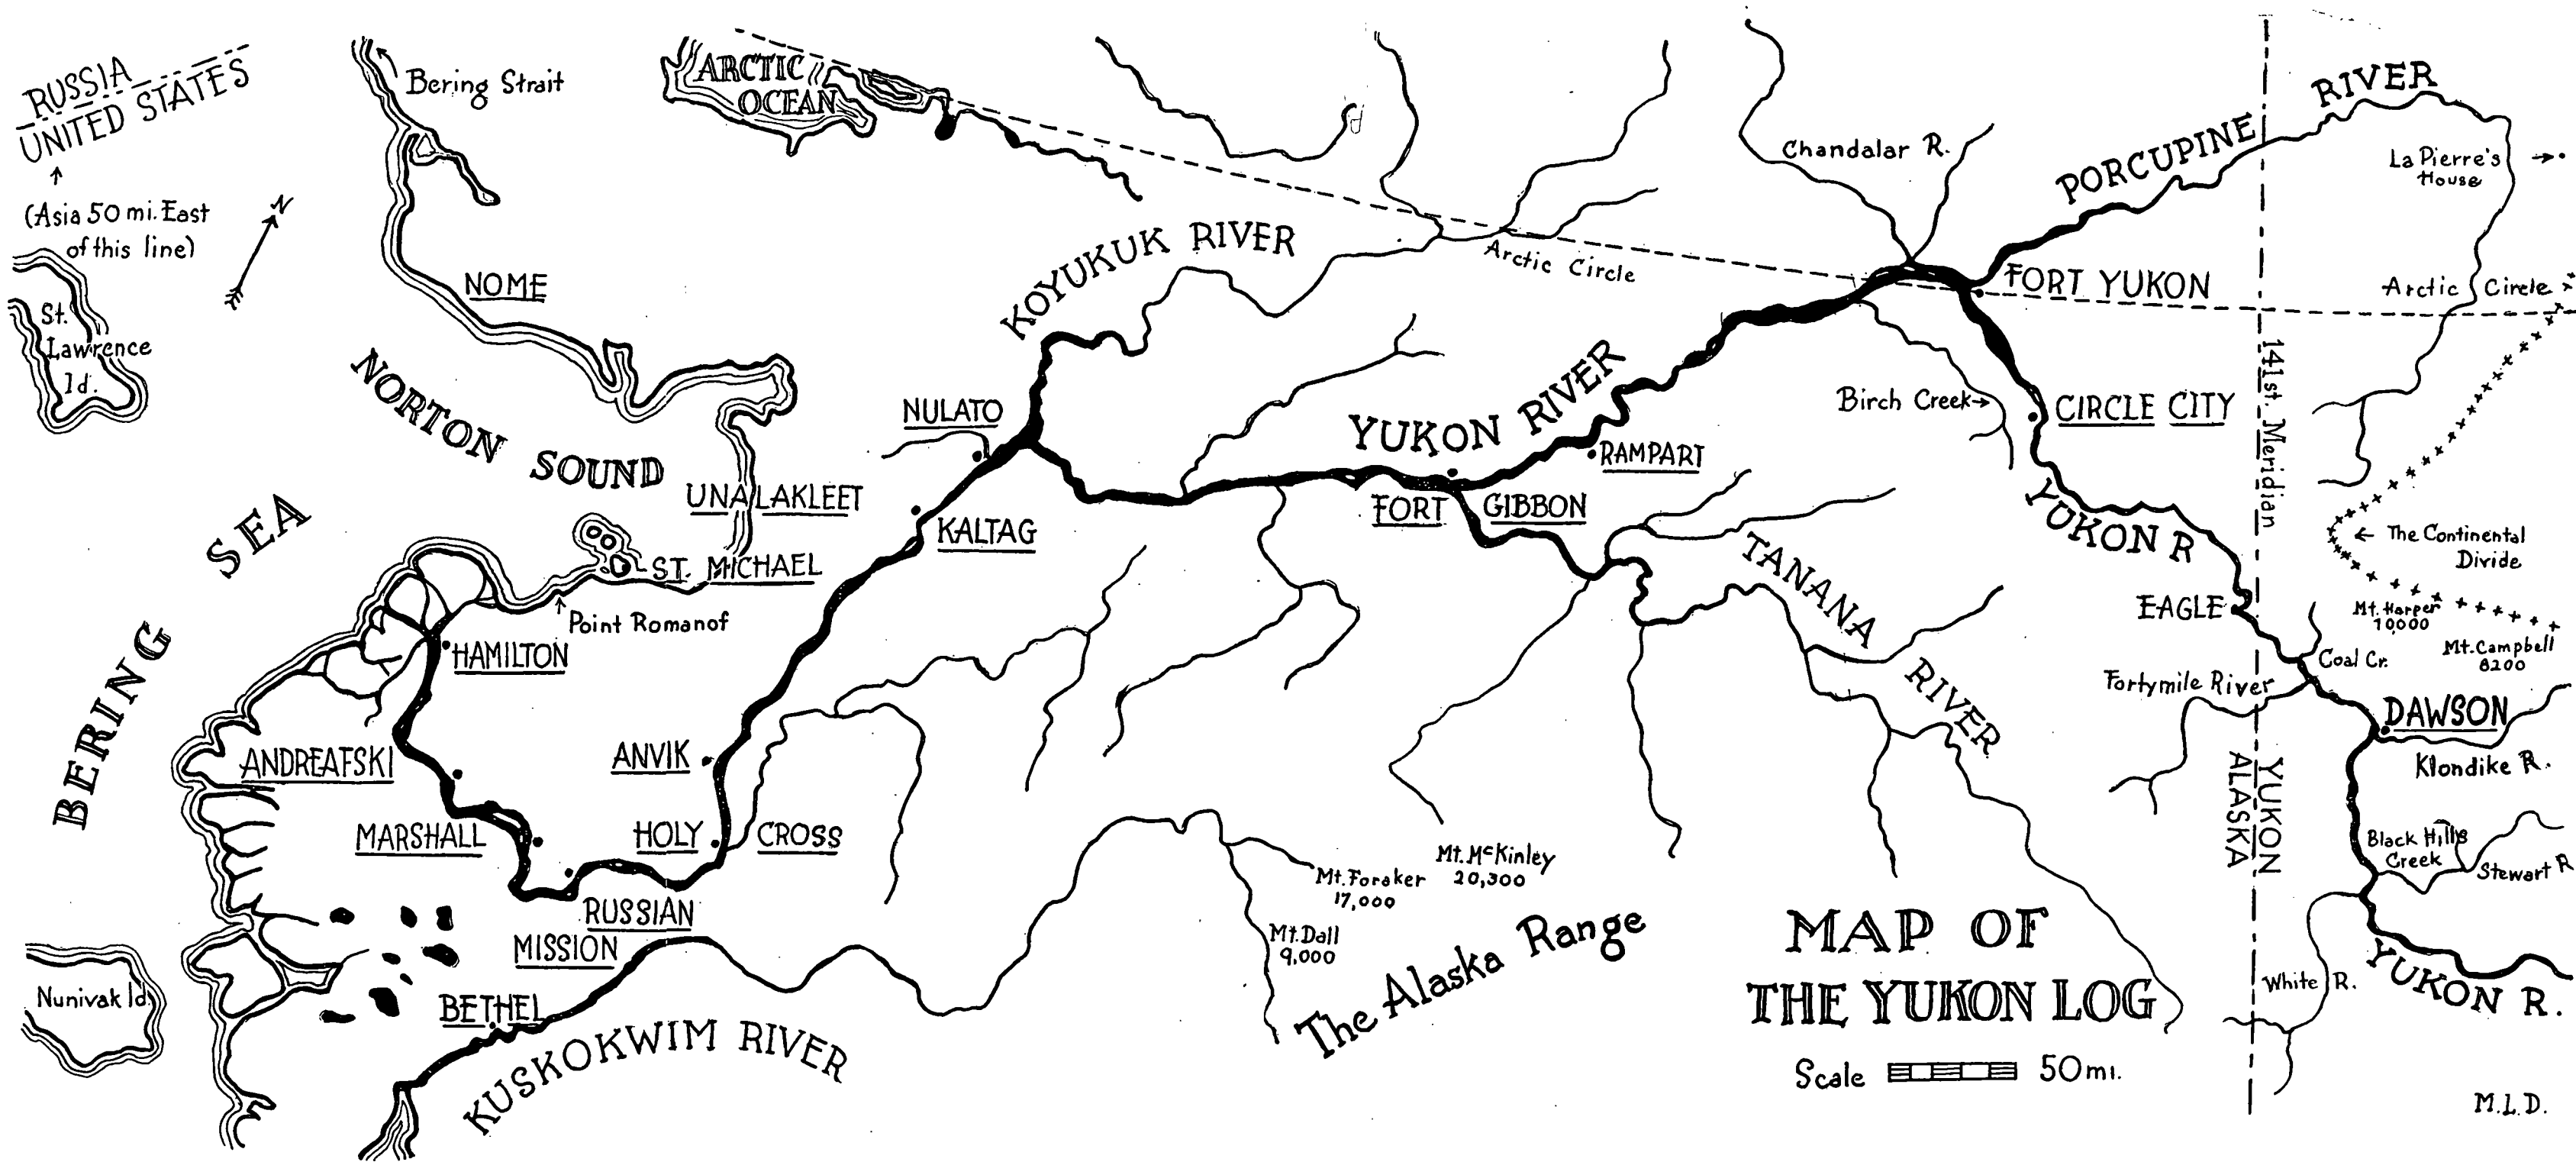 RUSSIA
UNITED STATES
(Asia 50 mi. East
of this line)
N
Bering Strait
ARCTIC
OCEAN
St.
Lawrence
Id.
NOME
NORTON SOUND
BERING SEA
UNALAKLEET
ST. MICHAEL
Point Romanof
HAMILTON
ANDREAFSKI
MARSHALL
RUSSIAN
MISSION
HOLY CROSS
ANVIK
KALTAG
NULATO
KOYUKUK RIVER
Nunivak Id.
BETHEL
KUSKOKWIM RIVER
YUKON RIVER
FORT GIBBON
RAMPART
TANANA RIVER
Arctic Circle
Chandalar R.
PORCUPINE RIVER
La Pierre's
House
FORT YUKON
Arctic Circle
Birch Creek
CIRCLE CITY
141st. Meridian
YUKON R
The Continental
Divide
EAGLE
Mt. Harper
10,000
Mt. Campbell
8200
Coal Cr.
Fortymile River
DAWSON
Klondike R.
YUKON
ALASKA
Black Hills
Creek
Stewart R
White R.
YUKON R.
Mt. McKinley
20,300
Mt. Foraker
17,000
Mt. Dall
9,000
The Alaska Range
MAP OF
THE YUKON LOG
Scale 50 mi.
M.L.D.